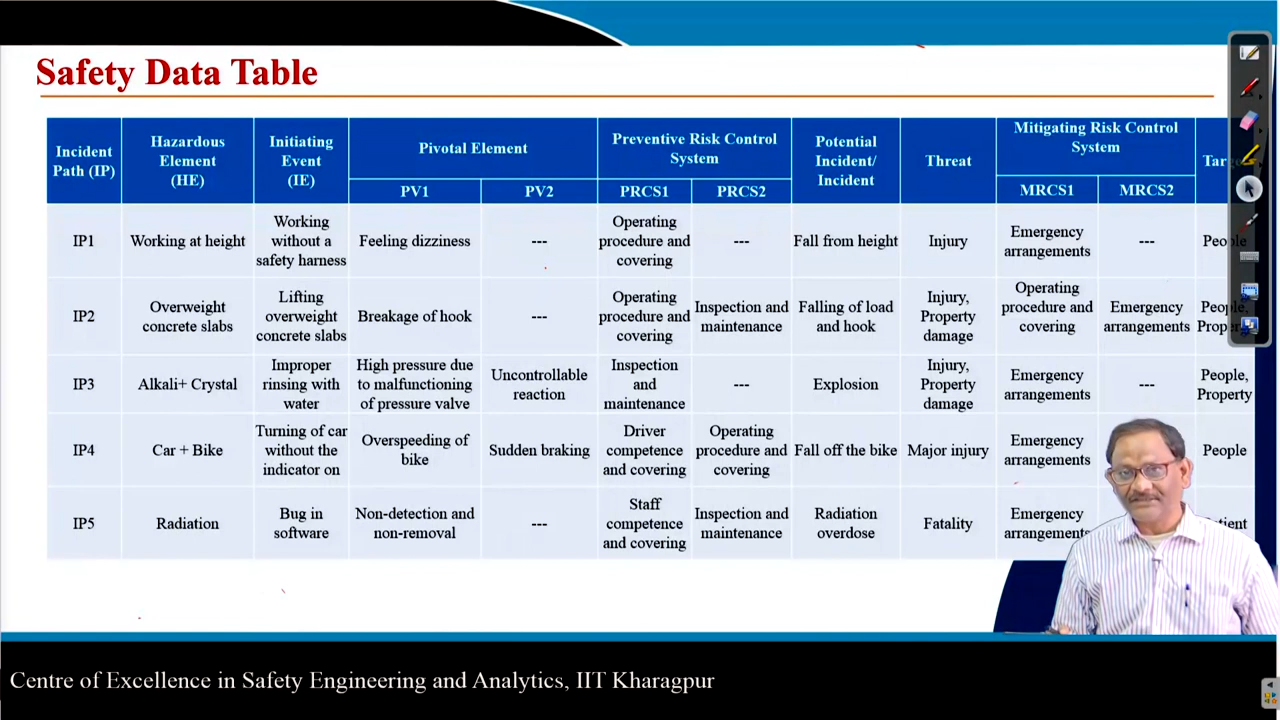 Safety Data Table
Incident Path (IP)
Hazardous Element (HE)
Initiating Event (IE)
Pivotal Element
Preventive Risk Control System
Potential Incident/ Incident
Threat
Mitigating Risk Control System
PV1
PV2
PRCS1
PRCS2
MRCS1
MRCS2
IP1
Working at height
Working without a safety harness
Feeling dizziness
---
Operating procedure and covering
---
Fall from height
Injury
Emergency arrangements
---
People
IP2
Overweight concrete slabs
Lifting overweight concrete slabs
Breakage of hook
---
Operating procedure and covering
Inspection and maintenance
Falling of load and hook
Injury, Property damage
Operating procedure and covering
Emergency arrangements
People,
IP3
Alkali+ Crystal
Improper rinsing with water
High pressure due to malfunctioning of pressure valve
Uncontrollable reaction
Inspection and maintenance
---
Explosion
Injury, Property damage
Emergency arrangements
---
People, Property
IP4
Car + Bike
Turning of car without the indicator on
Overspeeding of bike
Sudden braking
Driver competence and covering
Operating procedure and covering
Fall off the bike
Major injury
Emergency arrangements
People
IP5
Radiation
Bug in software
Non-detection and non-removal
---
Staff competence and covering
Inspection and maintenance
Radiation overdose
Fatality
Emergency arrangements
Centre of Excellence in Safety Engineering and Analytics, IIT Kharagpur